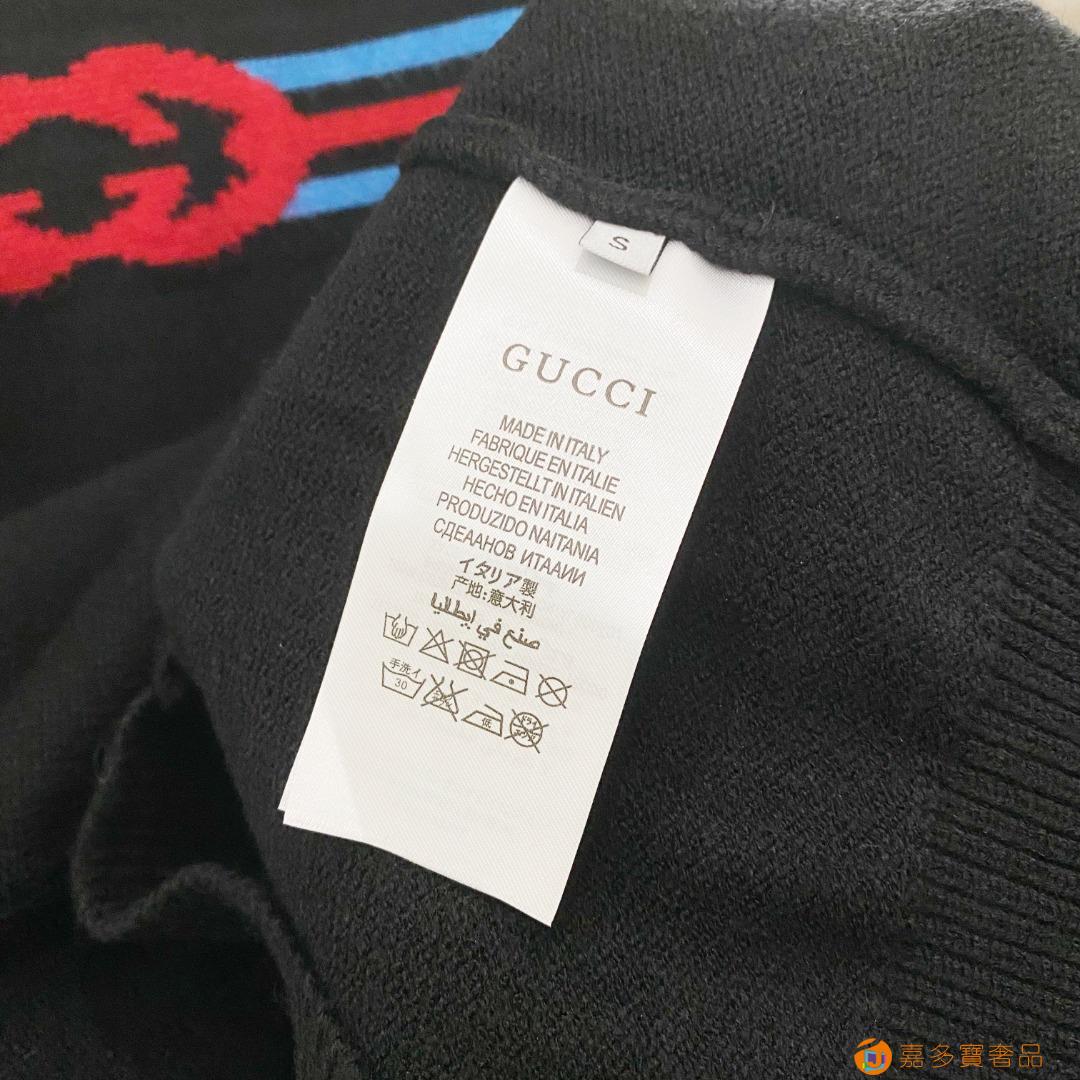 S
GUCCI
MADE IN ITALY
FABRIQUE EN ITALIE
HERGESTELLT IN ITALIEN
HECHO EN ITALIA
PRODUZIDO NAITANIA
СДЕААНОВ ИТААИИ
イタリア製
产地:意大利
صنع في إيطلايا
手洗イ
30
低
嘉多寶奢品